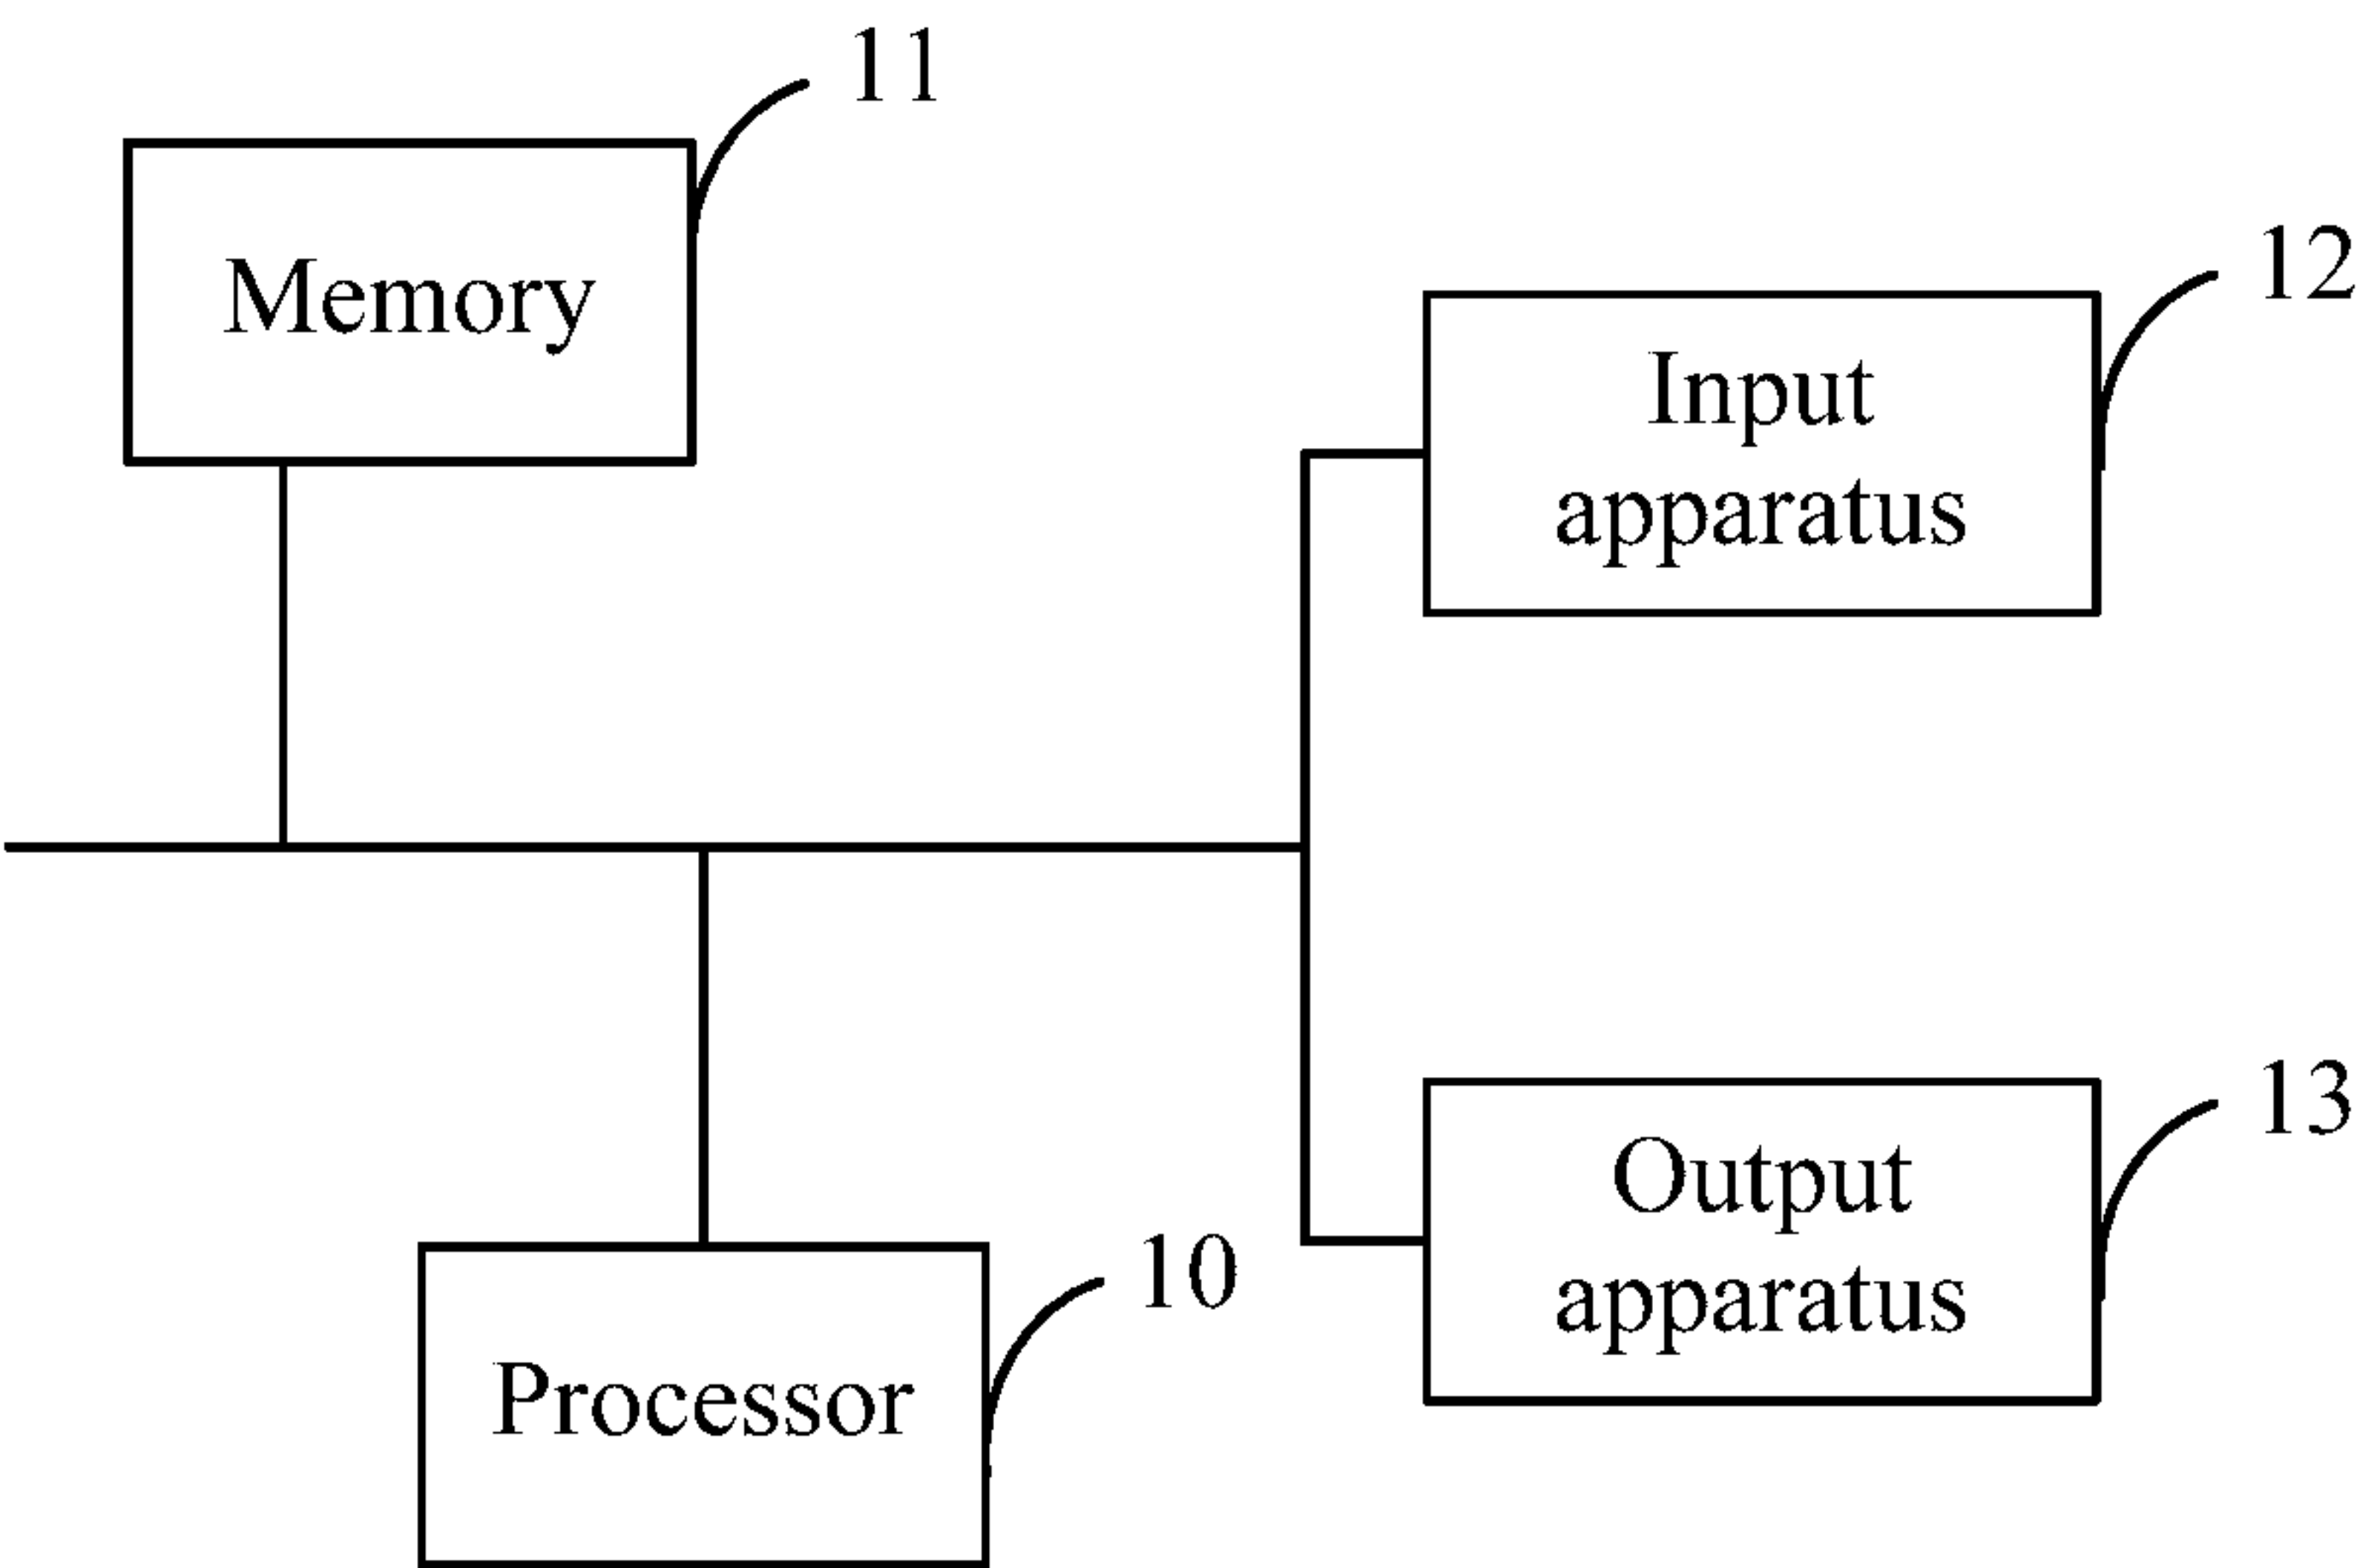 11
Memory
12
Input
apparatus
13
Output
apparatus
10
Processor